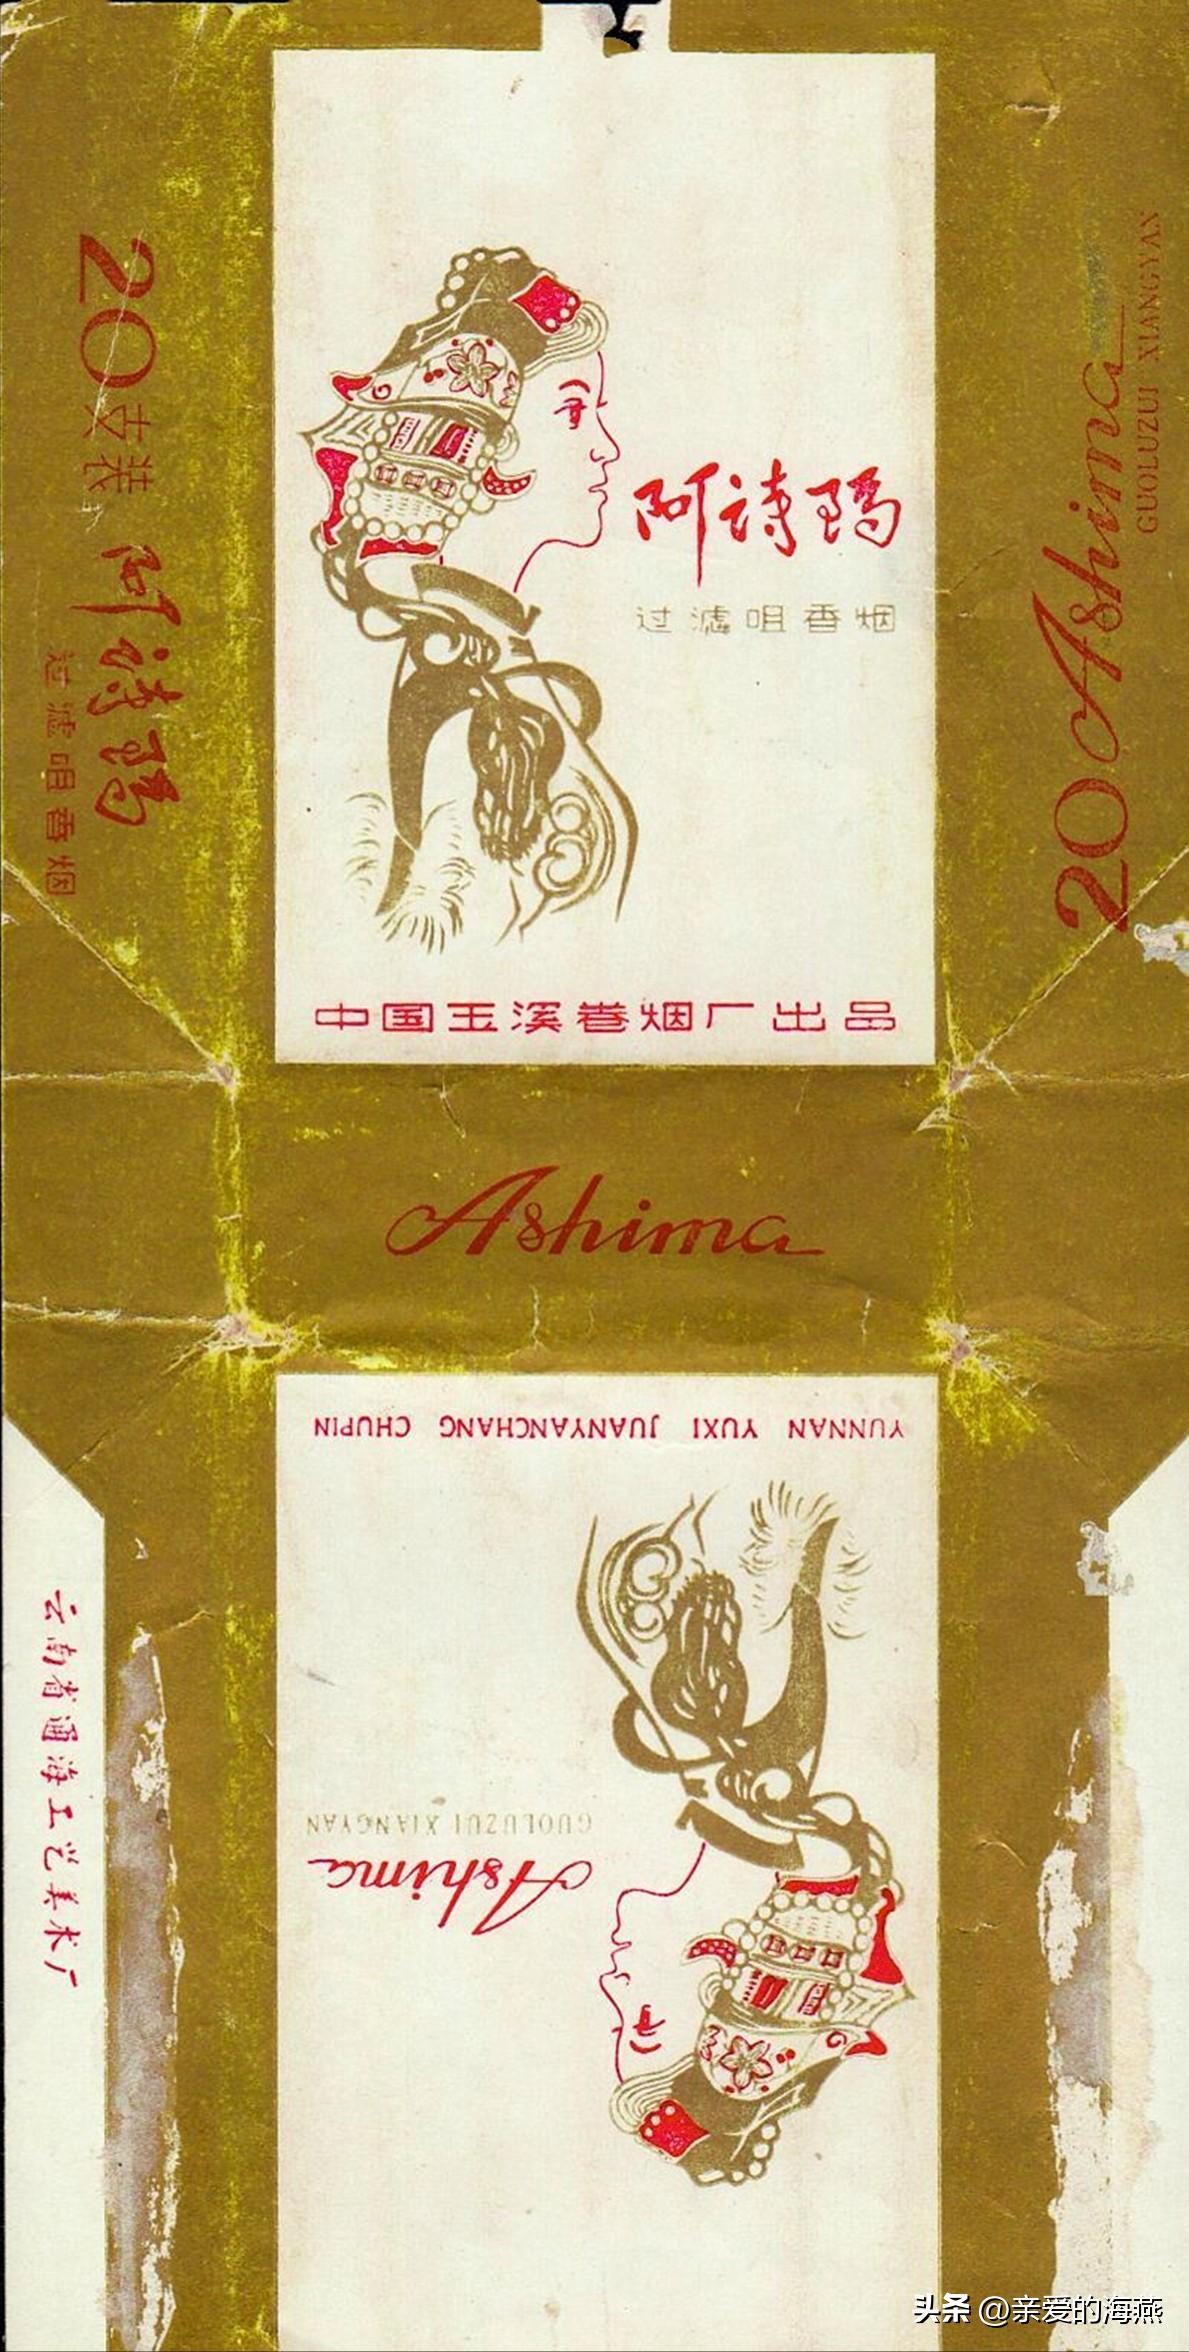 阿诗玛
过滤咀香烟
中国玉溪卷烟厂出品
20支装 阿诗玛
过滤咀香烟
20 Ashima
GUOLUZUI XIANGYAN
Ashima
YUNNAN YUXI JUANYANCHANG CHUPIN
GUOLUZUI XIANGYAN
Ashima
云南省通海工艺美术厂
头条 @亲爱的海燕